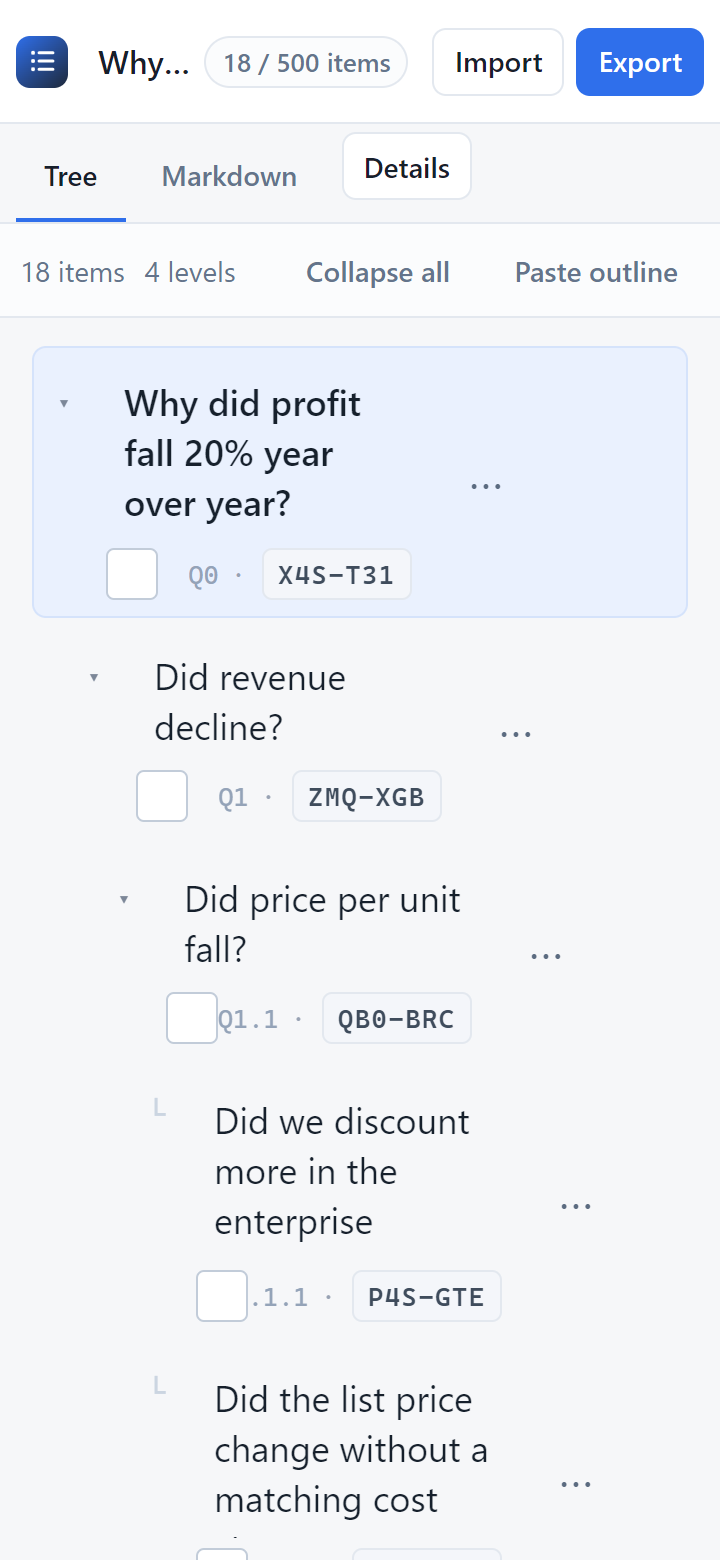 Why...
18 / 500 items
Import
Export
Tree
Markdown
Details
18 items
4 levels
Collapse all
Paste outline
Why did profit
fall 20% year
over year?
...
Q0 ·
X4S-T31
Did revenue
decline?
...
Q1 ·
ZMQ-XGB
Did price per unit
fall?
...
Q1.1 ·
QB0-BRC
Did we discount
more in the
enterprise
...
.1.1 ·
P4S-GTE
Did the list price
change without a
matching cost
...